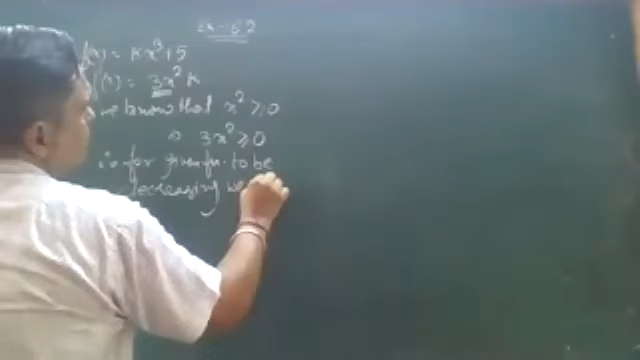 Ex-16.2
f(x) = Kx³+5
f'(x) = 3x² K
we know that x² ≥ 0
⇒ 3x² ≥ 0
∴ for given fn. to be
decreasing we